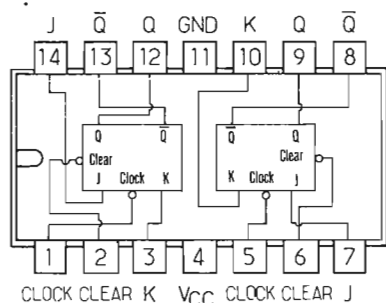 J Q̅ Q GND K Q Q̅
14 13 12 11 10 9 8
Q Q̅ Q̅ Q
Clear Clear
J Clock K K Clock J
1 2 3 4 5 6 7
CLOCK CLEAR K VCC CLOCK CLEAR J